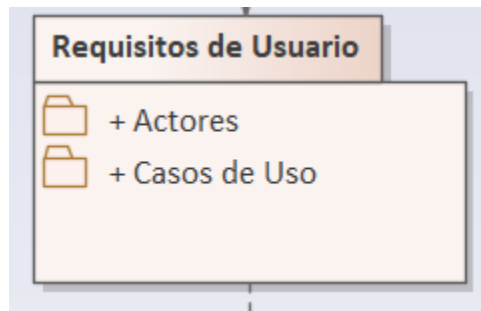 Requisitos de Usuario
+ Actores
+ Casos de Uso